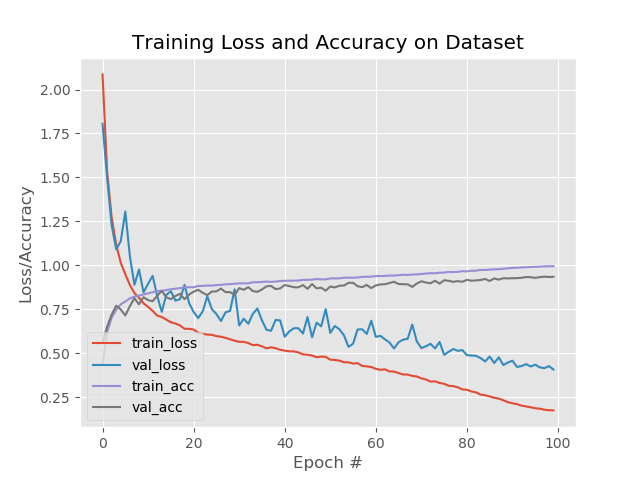 Training Loss and Accuracy on Dataset
Loss/Accuracy
2.00
1.75
1.50
1.25
1.00
0.75
0.50
0.25
train_loss
val_loss
train_acc
val_acc
0 20 40 60 80 100
Epoch #